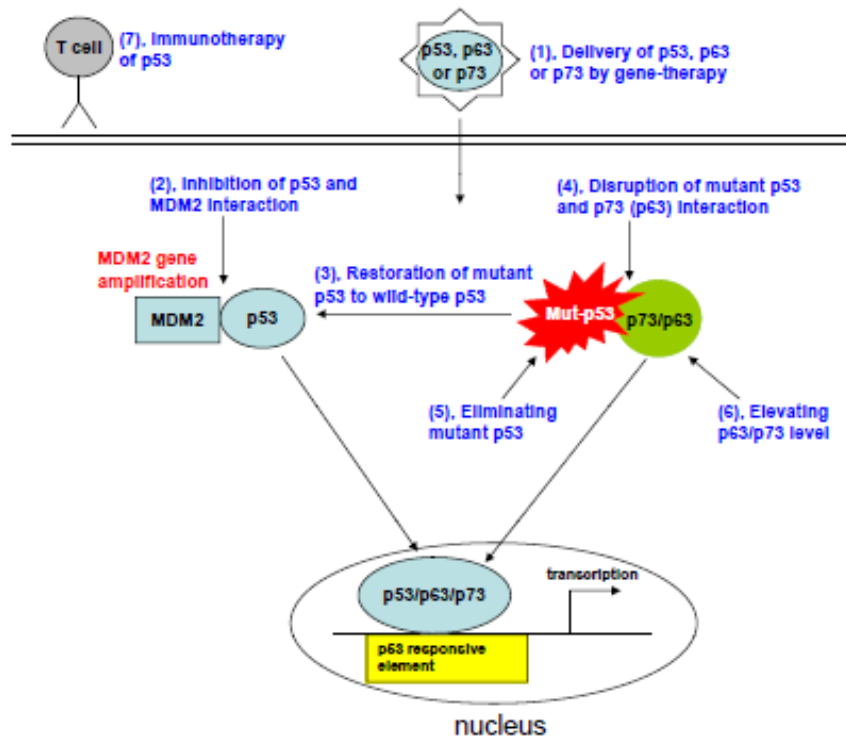 T cell
(7), Immunotherapy
of p53
p53, p63
or p73
(1), Delivery of p53, p63
or p73 by gene-therapy
(2), Inhibition of p53 and
MDM2 Interaction
(4), Disruption of mutant p53
and p73 (p63) Interaction
MDM2 gene
amplification
(3), Restoration of mutant
p53 to wild-type p53
MDM2
p53
Mut-p53
p73/p63
(5), Eliminating
mutant p53
(6), Elevating
p63/p73 level
p53/p63/p73
transcription
p53 responsive
element
nucleus